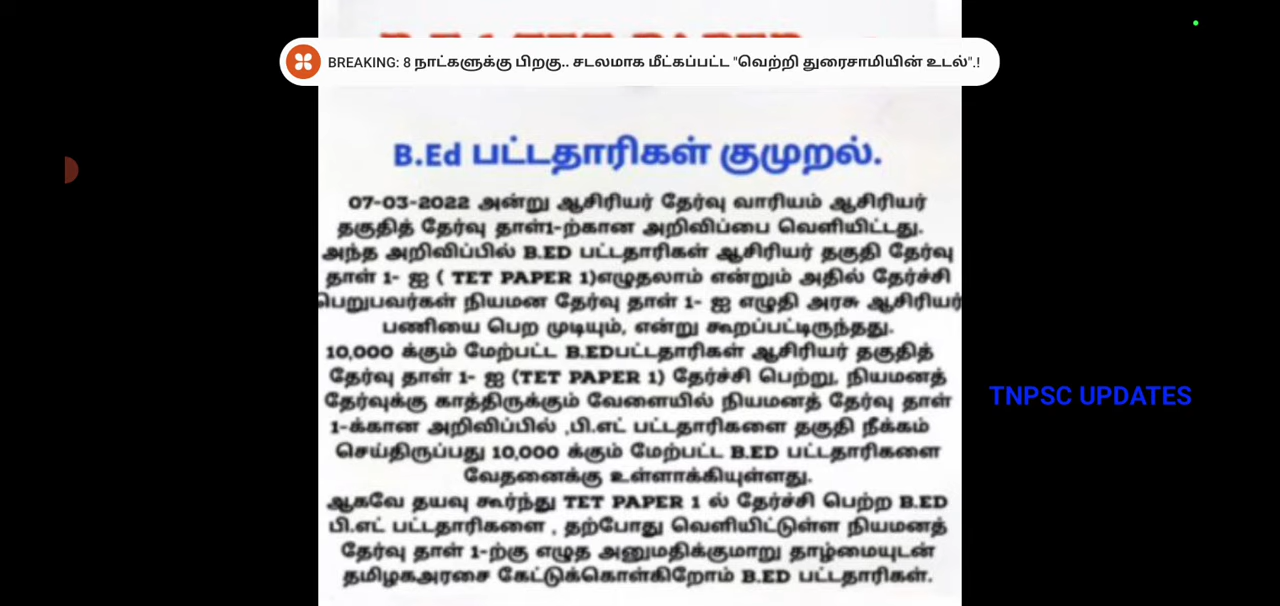 BREAKING: 8 நாட்களுக்கு பிறகு.. சடலமாக மீட்கப்பட்ட "வெற்றி துரைசாமியின் உடல்".!
B.Ed பட்டதாரிகள் குமுறல்.
07-03-2022 அன்று ஆசிரியர் தேர்வு வாரியம் ஆசிரியர்
தகுதித் தேர்வு தாள்1-ற்கான அறிவிப்பை வெளியிட்டது.
அந்த அறிவிப்பில் B.ED பட்டதாரிகள் ஆசிரியர் தகுதி தேர்வு
தாள் 1- ஐ ( TET PAPER 1)எழுதலாம் என்றும் அதில் தேர்ச்சி
பெறுபவர்கள் நியமன தேர்வு தாள் 1- ஐ எழுதி அரசு ஆசிரியர்
பணியை பெற முடியும், என்று கூறப்பட்டிருந்தது.
10,000 க்கும் மேற்பட்ட B.EDபட்டதாரிகள் ஆசிரியர் தகுதித்
தேர்வு தாள் 1- ஐ (TET PAPER 1) தேர்ச்சி பெற்று, நியமனத்
தேர்வுக்கு காத்திருக்கும் வேளையில் நியமனத் தேர்வு தாள்
1-க்கான அறிவிப்பில் ,பி.எட் பட்டதாரிகளை தகுதி நீக்கம்
செய்திருப்பது 10,000 க்கும் மேற்பட்ட B.ED பட்டதாரிகளை
வேதனைக்கு உள்ளாக்கியுள்ளது.
ஆகவே தயவு கூர்ந்து TET PAPER 1 ல் தேர்ச்சி பெற்ற B.ED
பி.எட் பட்டதாரிகளை , தற்போது வெளியிட்டுள்ள நியமனத்
தேர்வு தாள் 1-ற்கு எழுத அனுமதிக்குமாறு தாழ்மையுடன்
தமிழகஅரசை கேட்டுக்கொள்கிறோம் B.ED பட்டதாரிகள்.
TNPSC UPDATES